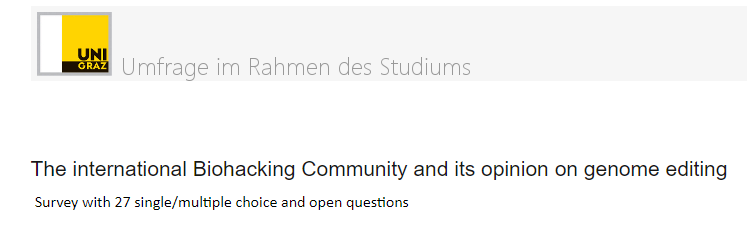 UNI
GRAZ
Umfrage im Rahmen des Studiums
The international Biohacking Community and its opinion on genome editing
Survey with 27 single/multiple choice and open questions